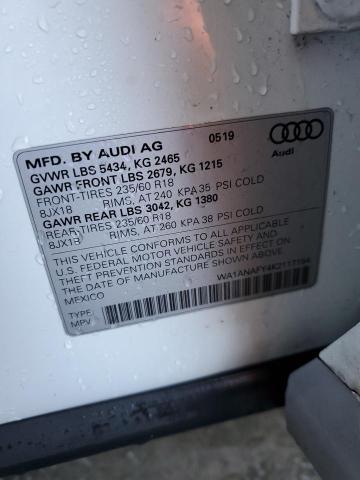 MFD. BY AUDI AG 0519
Audi
GVWR LBS 5434, KG 2465
GAWR FRONT LBS 2679, KG 1215
FRONT-TIRES 235/60 R18
8JX18 RIMS, AT 240 KPA 35 PSI COLD
GAWR REAR LBS 3042, KG 1380
REAR-TIRES 235/60 R18
8JX18 RIMS, AT 260 KPA 38 PSI COLD
THIS VEHICLE CONFORMS TO ALL APPLICABLE
U.S. FEDERAL MOTOR VEHICLE SAFETY AND
THEFT PREVENTION STANDARDS IN EFFECT ON
THE DATE OF MANUFACTURE SHOWN ABOVE.
MEXICO
TYPE:
MPV